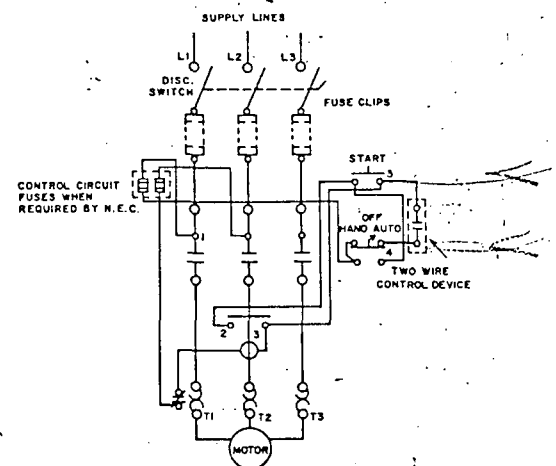 SUPPLY LINES
L1 L2 L3
DISC.
SWITCH
FUSE CLIPS
START
3
CONTROL CIRCUIT
FUSES WHEN
REQUIRED BY N.E.C.
OFF
HAND AUTO
1
4
TWO WIRE
CONTROL DEVICE
2 3
T1 T2 T3
MOTOR